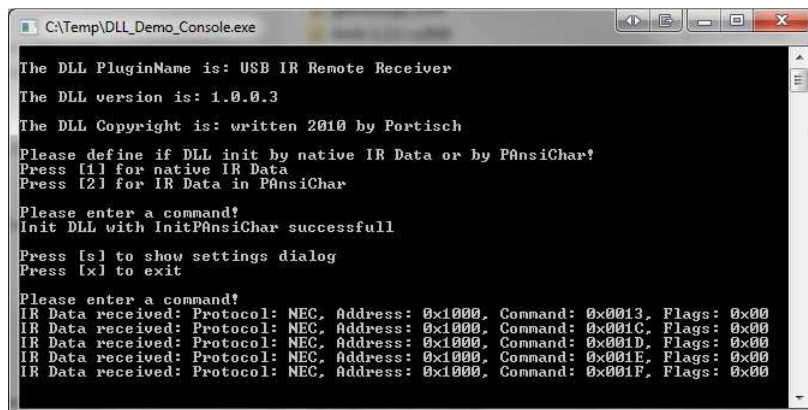 C:\Temp\DLL_Demo_Console.exe
The DLL PluginName is: USB IR Remote Receiver
The DLL version is: 1.0.0.3
The DLL Copyright is: written 2010 by Portisch
Please define if DLL init by native IR Data or by PAnsiChar!
Press [1] for native IR Data
Press [2] for IR Data in PAnsiChar
Please enter a command!
Init DLL with InitPAnsiChar successfull
Press [s] to show settings dialog
Press [x] to exit
Please enter a command!
IR Data received: Protocol: NEC, Address: 0x1000, Command: 0x0013, Flags: 0x00
IR Data received: Protocol: NEC, Address: 0x1000, Command: 0x001C, Flags: 0x00
IR Data received: Protocol: NEC, Address: 0x1000, Command: 0x001D, Flags: 0x00
IR Data received: Protocol: NEC, Address: 0x1000, Command: 0x001E, Flags: 0x00
IR Data received: Protocol: NEC, Address: 0x1000, Command: 0x001F, Flags: 0x00